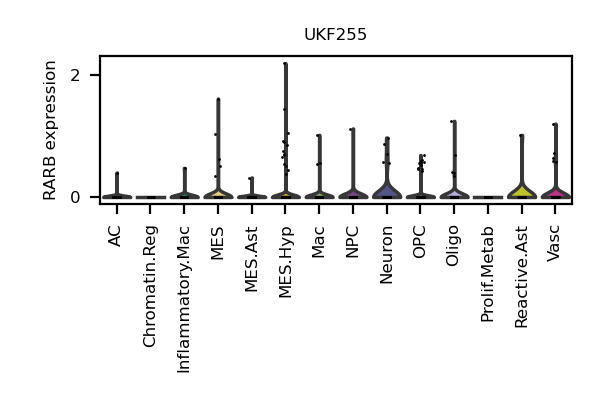 UKF255
RARB expression
2
0
AC
Chromatin.Reg
Inflammatory.Mac
MES
MES.Ast
MES.Hyp
Mac
NPC
Neuron
OPC
Oligo
Prolif.Metab
Reactive.Ast
Vasc